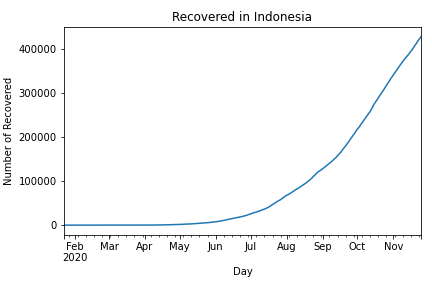 Recovered in Indonesia
Number of Recovered
400000
300000
200000
100000
0
Feb Mar Apr May Jun Jul Aug Sep Oct Nov
2020
Day